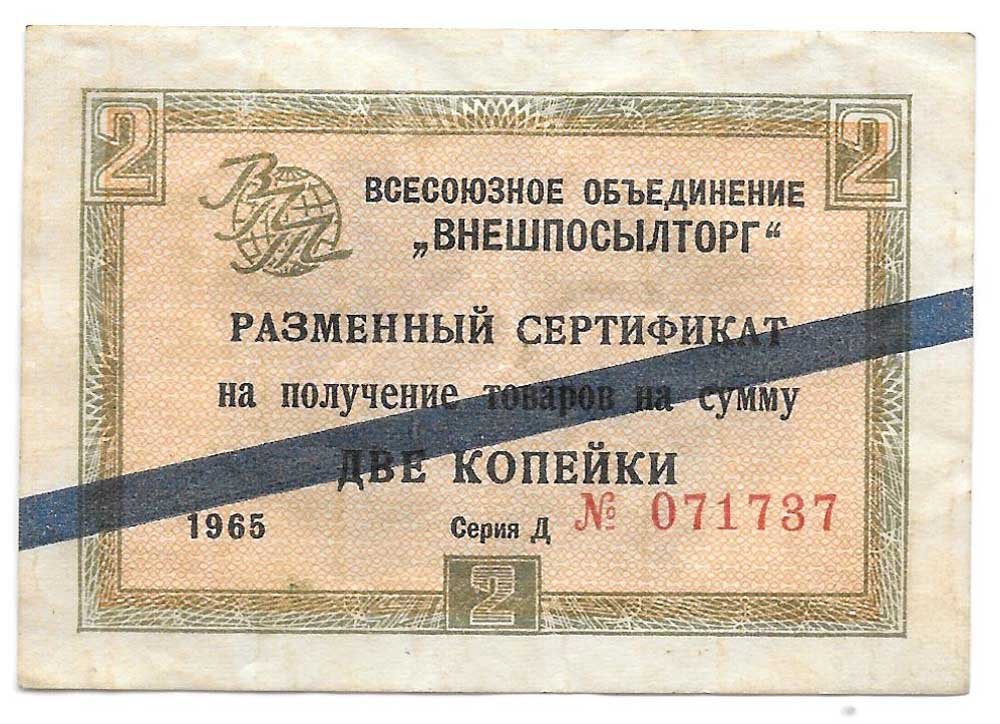 2 2
ВПТ
ВСЕСОЮЗНОЕ ОБЪЕДИНЕНИЕ
„ВНЕШПОСЫЛТОРГ“
РАЗМЕННЫЙ СЕРТИФИКАТ
на получение товаров на сумму
ДВЕ КОПЕЙКИ
1965 Серия Д № 071737
2